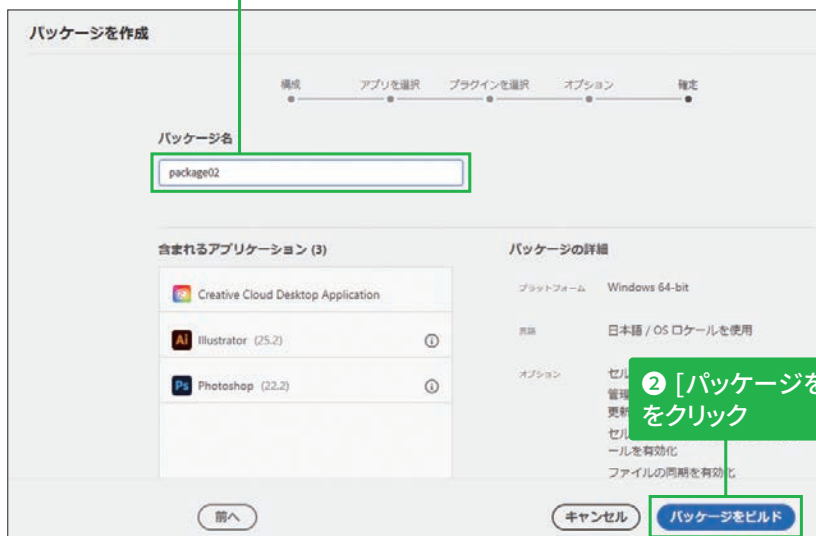 パッケージを作成
構成 アプリを選択 プラグインを選択 オプション 確定
パッケージ名
package02
含まれるアプリケーション (3)
Creative Cloud Desktop Application
Ai Illustrator (25.2)
Ps Photoshop (22.2)
パッケージの詳細
プラットフォーム Windows 64-bit
言語 日本語 / OS ロケールを使用
オプション セル
管理
更新
セル
ールを有効化
ファイルの同期を有効化
❷［パッケージを
をクリック
前へ
キャンセル
パッケージをビルド